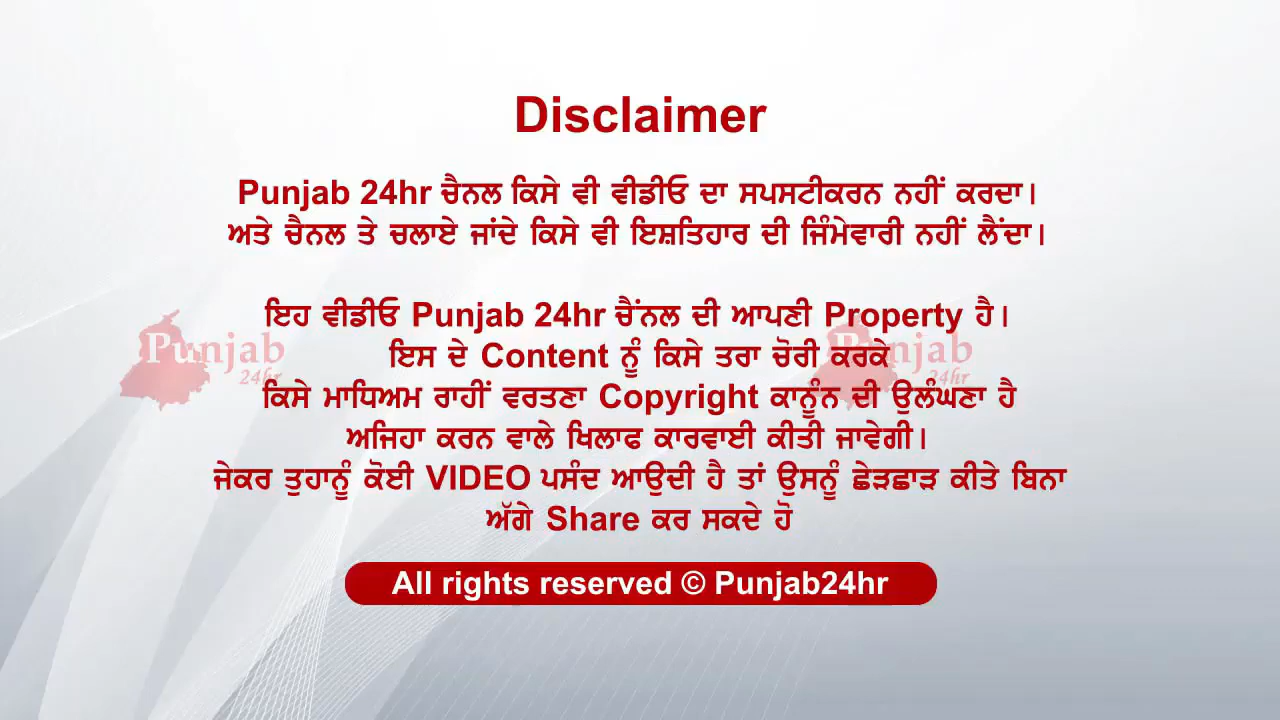 Disclaimer
Punjab 24hr ਚੈਨਲ ਕਿਸੇ ਵੀ ਵੀਡੀਓ ਦਾ ਸਪਸਟੀਕਰਨ ਨਹੀਂ ਕਰਦਾ।
ਅਤੇ ਚੈਨਲ ਤੇ ਚਲਾਏ ਜਾਂਦੇ ਕਿਸੇ ਵੀ ਇਸ਼ਤਿਹਾਰ ਦੀ ਜਿੰਮੇਵਾਰੀ ਨਹੀਂ ਲੈਂਦਾ।
ਇਹ ਵੀਡੀਓ Punjab 24hr ਚੈਂਨਲ ਦੀ ਆਪਣੀ Property ਹੈ।
ਇਸ ਦੇ Content ਨੂੰ ਕਿਸੇ ਤਰਾ ਚੋਰੀ ਕਰਕੇ
ਕਿਸੇ ਮਾਧਿਅਮ ਰਾਹੀਂ ਵਰਤਣਾ Copyright ਕਾਨੂੰਨ ਦੀ ਉਲੰਘਣਾ ਹੈ
ਅਜਿਹਾ ਕਰਨ ਵਾਲੇ ਖਿਲਾਫ ਕਾਰਵਾਈ ਕੀਤੀ ਜਾਵੇਗੀ।
ਜੇਕਰ ਤੁਹਾਨੂੰ ਕੋਈ VIDEO ਪਸੰਦ ਆਉਦੀ ਹੈ ਤਾਂ ਉਸਨੂੰ ਛੇੜਛਾੜ ਕੀਤੇ ਬਿਨਾ
ਅੱਗੇ Share ਕਰ ਸਕਦੇ ਹੋ
All rights reserved © Punjab24hr
Punjab
24hr
Punjab
24hr